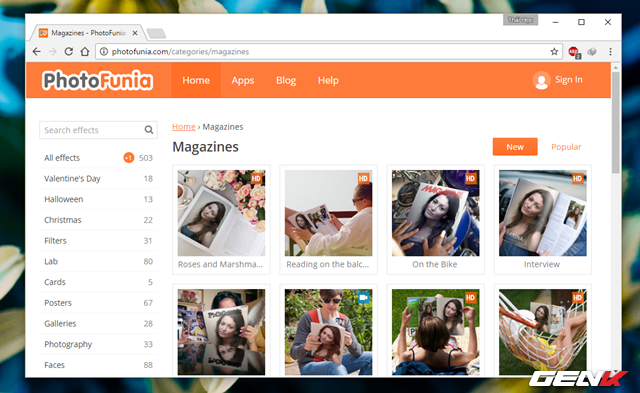 Magazines - PhotoFunia
photofunia.com/categories/magazines
2
PhotoFunia
Home
Apps
Blog
Help
Sign In
Search effects
All effects +1 503
Valentine's Day 18
Halloween 13
Christmas 22
Filters 31
Lab 80
Cards 5
Posters 67
Galleries 28
Photography 33
Faces 88
Home › Magazines
Magazines
New
Popular
HD
HD
HD
HD
MAGAZINE
Roses and Marshma...
Reading on the balc...
On the Bike
Interview
HD
HD
GENK